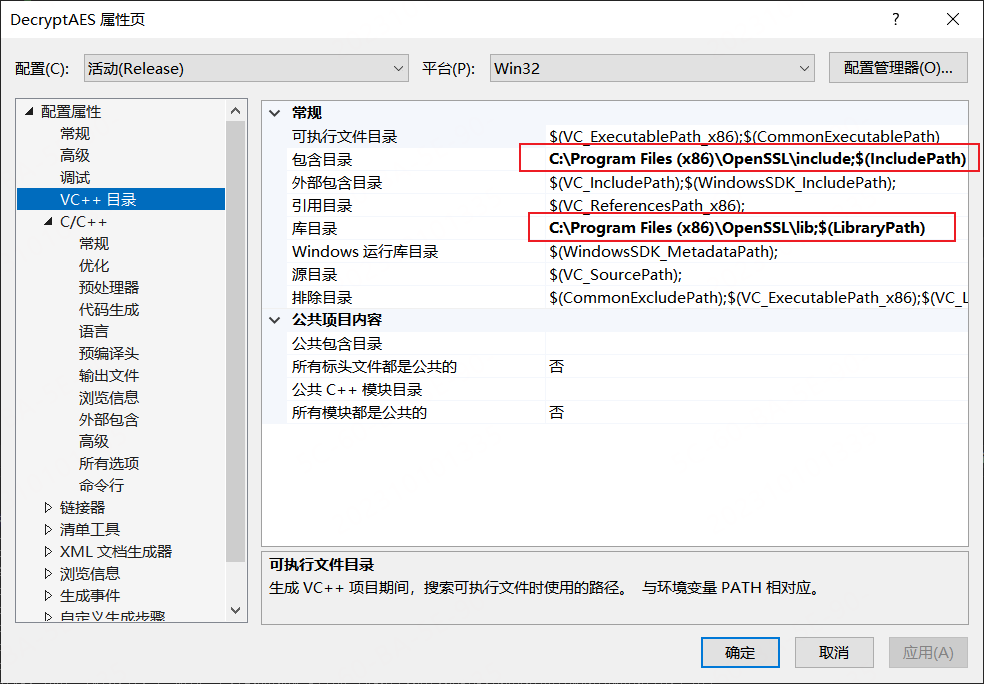 DecryptAES 属性页
?
配置(C): 活动(Release) 平台(P): Win32 配置管理器(O)...
配置属性
常规
高级
调试
VC++ 目录
C/C++
常规
优化
预处理器
代码生成
语言
预编译头
输出文件
浏览信息
外部包含
高级
所有选项
命令行
链接器
清单工具
XML 文档生成器
浏览信息
生成事件
自定义生成步骤
常规
可执行文件目录 $(VC_ExecutablePath_x86);$(CommonExecutablePath)
包含目录 C:\Program Files (x86)\OpenSSL\include;$(IncludePath)
外部包含目录 $(VC_IncludePath);$(WindowsSDK_IncludePath);
引用目录 $(VC_ReferencesPath_x86);
库目录 C:\Program Files (x86)\OpenSSL\lib;$(LibraryPath)
Windows 运行库目录 $(WindowsSDK_MetadataPath);
源目录 $(VC_SourcePath);
排除目录 $(CommonExcludePath);$(VC_ExecutablePath_x86);$(VC_L
公共项目内容
公共包含目录
所有标头文件都是公共的 否
公共 C++ 模块目录
所有模块都是公共的 否
可执行文件目录
生成 VC++ 项目期间，搜索可执行文件时使用的路径。 与环境变量 PATH 相对应。
确定 取消 应用(A)